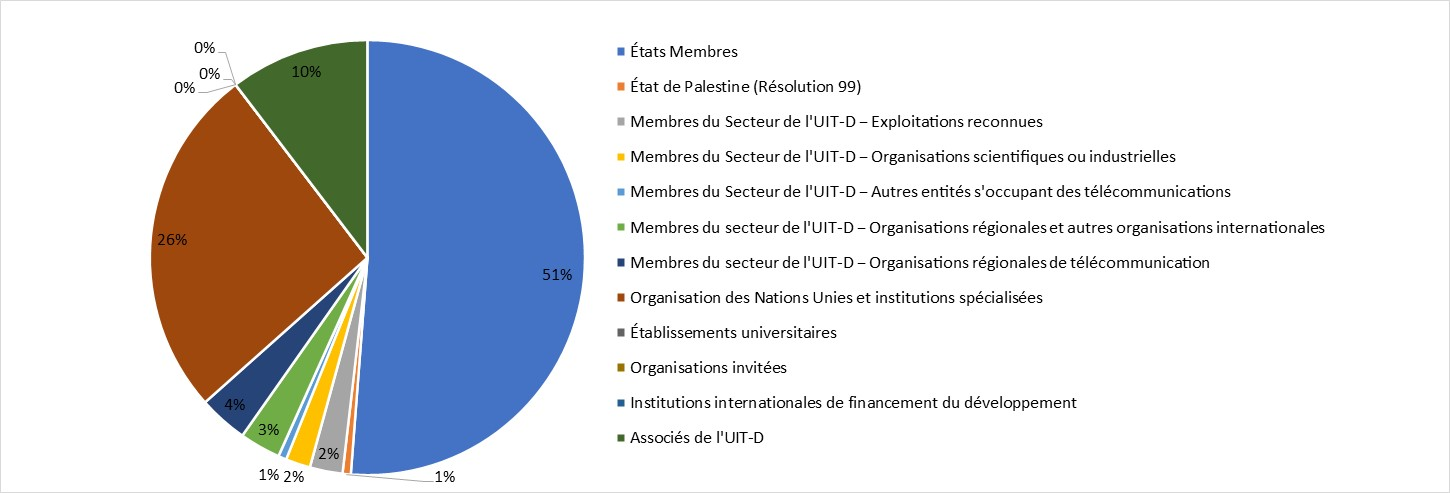 0%
0%
0%
10%
26%
51%
4%
3%
2%
1%
2%
1%
États Membres
État de Palestine (Résolution 99)
Membres du Secteur de l'UIT-D – Exploitations reconnues
Membres du Secteur de l'UIT-D – Organisations scientifiques ou industrielles
Membres du Secteur de l'UIT-D – Autres entités s'occupant des télécommunications
Membres du secteur de l'UIT-D – Organisations régionales et autres organisations internationales
Membres du secteur de l'UIT-D – Organisations régionales de télécommunication
Organisation des Nations Unies et institutions spécialisées
Établissements universitaires
Organisations invitées
Institutions internationales de financement du développement
Associés de l'UIT-D